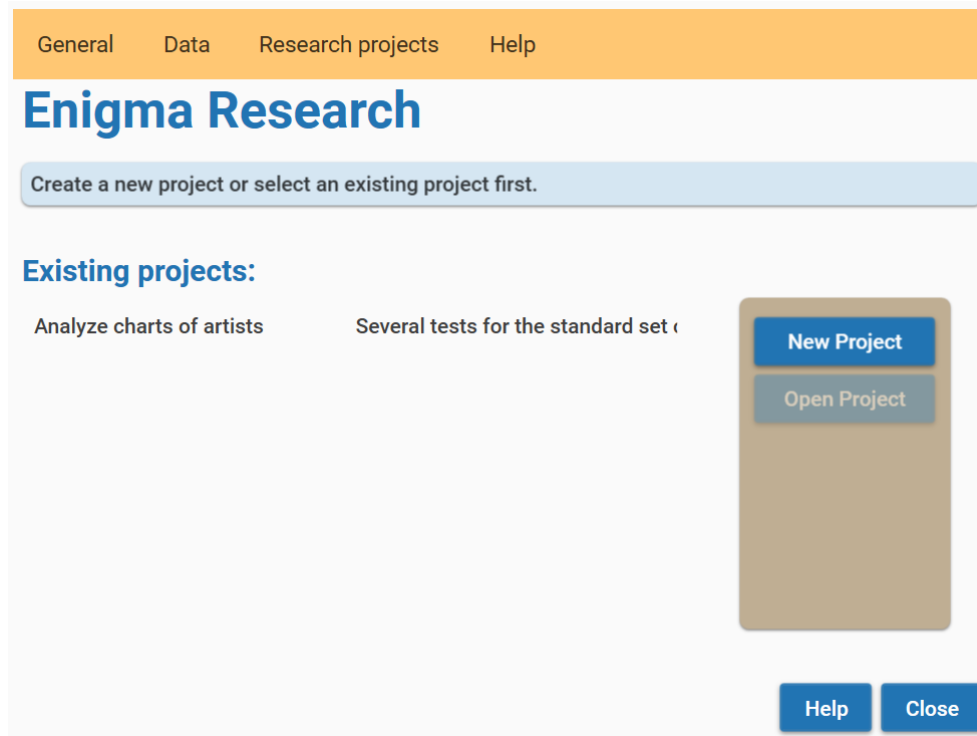 General Data Research projects Help
Enigma Research
Create a new project or select an existing project first.
Existing projects:
Analyze charts of artists Several tests for the standard set
New Project
Open Project
Help Close